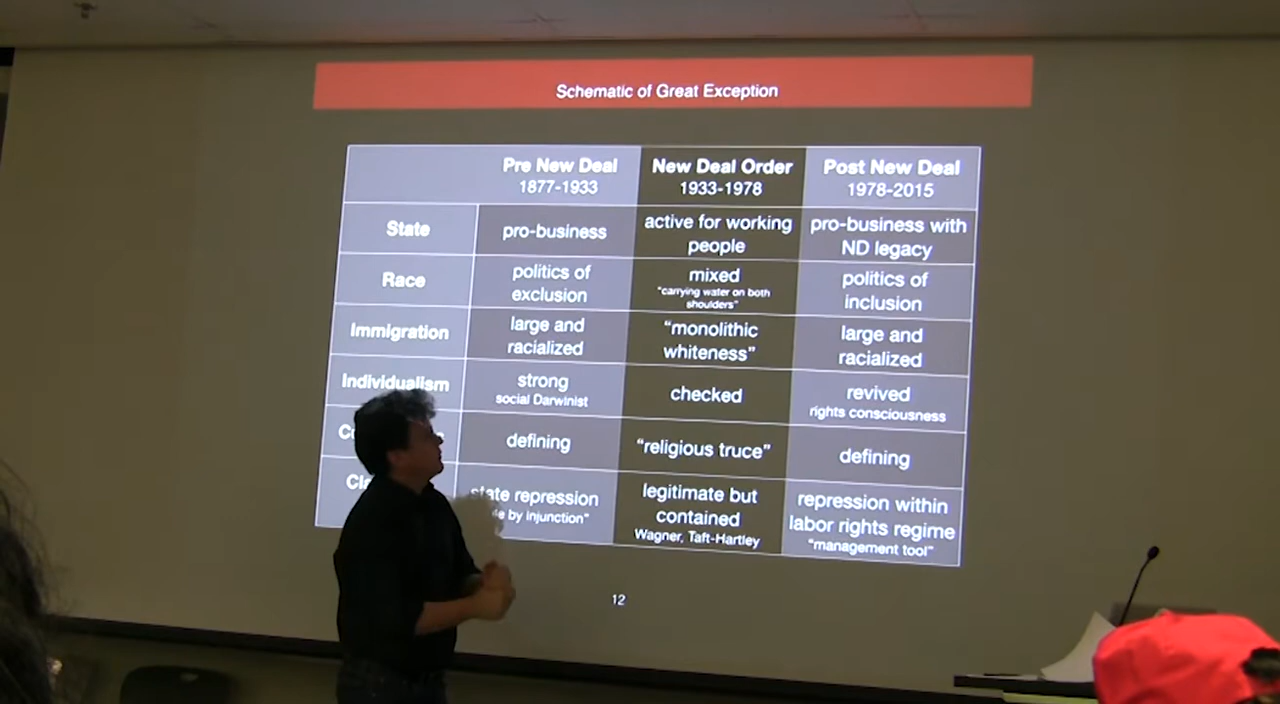 Schematic of Great Exception
Pre New Deal
1877-1933
New Deal Order
1933-1978
Post New Deal
1978-2015
State
pro-business
active for working
people
pro-business with
ND legacy
Race
politics of
exclusion
mixed
"carrying water on both
shoulders"
politics of
inclusion
Immigration
large and
racialized
"monolithic
whiteness"
large and
racialized
Individualism
strong
social Darwinist
checked
revived
rights consciousness
defining
"religious truce"
defining
state repression
by injunction"
legitimate but
contained
Wagner, Taft-Hartley
repression within
labor rights regime
"management tool"
12